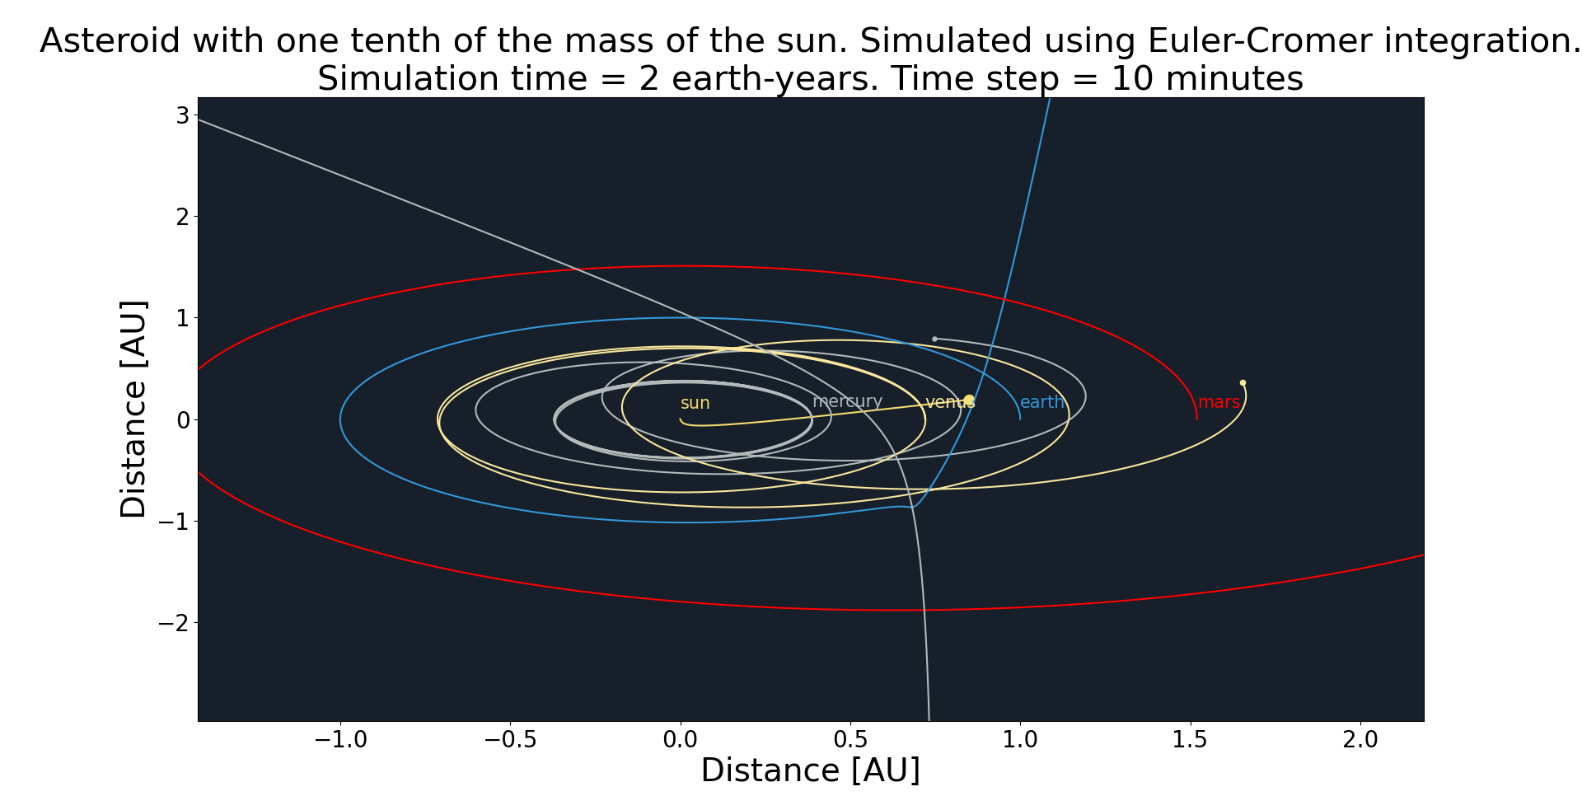 Asteroid with one tenth of the mass of the sun. Simulated using Euler-Cromer integration.
Simulation time = 2 earth-years. Time step = 10 minutes
Distance [AU]
3
2
1
0
−1
−2
sun
mercury
venus
earth
mars
−1.0
−0.5
0.0
0.5
1.0
1.5
2.0
Distance [AU]